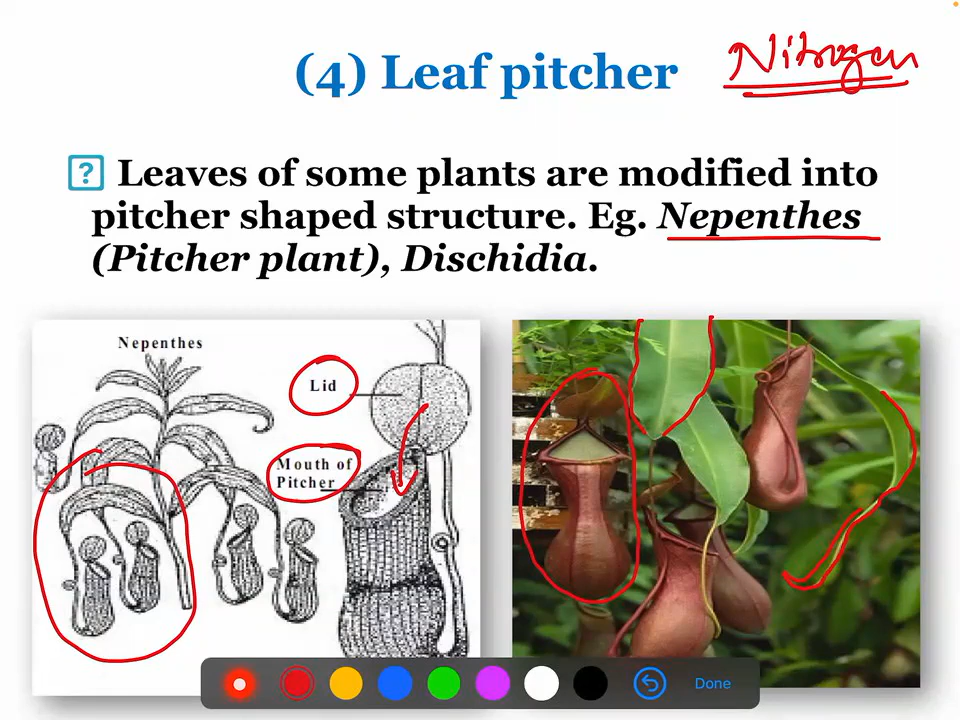 (4) Leaf pitcher
Nitrogen
? Leaves of some plants are modified into
pitcher shaped structure. Eg. Nepenthes
(Pitcher plant), Dischidia.
Nepenthes
Lid
Mouth of
Pitcher
Done